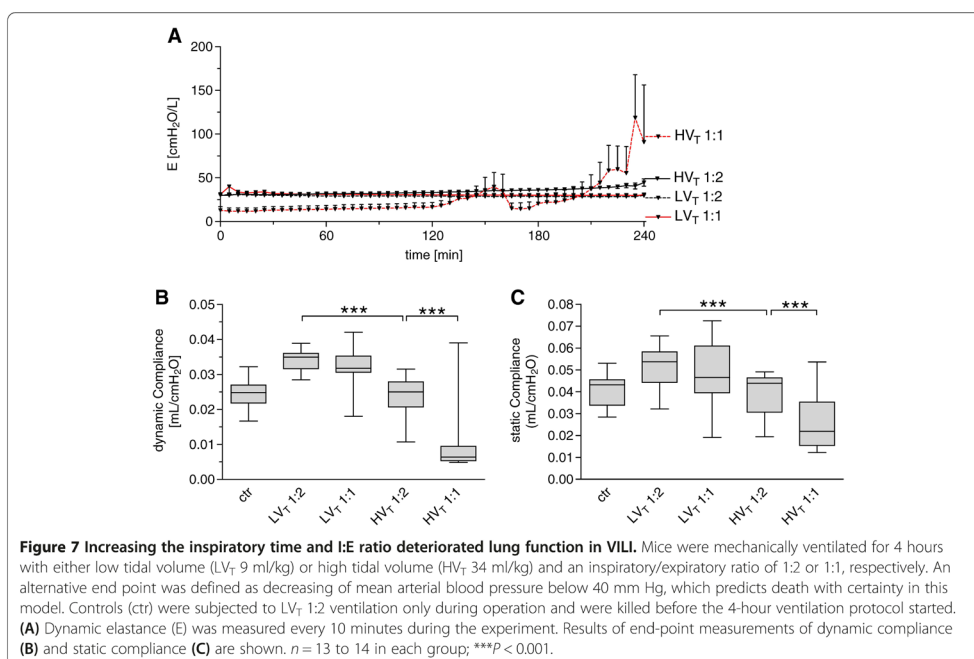 A
200
150
100
50
0
E [cmH2O/L]
0 60 120 180 240
time [min]
HVT 1:1
HVT 1:2
LVT 1:2
LVT 1:1
B
0.05
0.04
0.03
0.02
0.01
0.00
dynamic Compliance
[mL/cmH2O]
*** ***
ctr
LVT 1:2
LVT 1:1
HVT 1:2
HVT 1:1
C
0.08
0.07
0.06
0.05
0.04
0.03
0.02
0.01
0.00
static Compliance
(mL/cmH2O)
*** ***
ctr
LVT 1:2
LVT 1:1
HVT 1:2
HVT 1:1
Figure 7 Increasing the inspiratory time and I:E ratio deteriorated lung function in VILI. Mice were mechanically ventilated for 4 hours
with either low tidal volume (LVT 9 ml/kg) or high tidal volume (HVT 34 ml/kg) and an inspiratory/expiratory ratio of 1:2 or 1:1, respectively. An
alternative end point was defined as decreasing of mean arterial blood pressure below 40 mm Hg, which predicts death with certainty in this
model. Controls (ctr) were subjected to LVT 1:2 ventilation only during operation and were killed before the 4-hour ventilation protocol started.
(A) Dynamic elastance (E) was measured every 10 minutes during the experiment. Results of end-point measurements of dynamic compliance
(B) and static compliance (C) are shown. n = 13 to 14 in each group; ***P < 0.001.